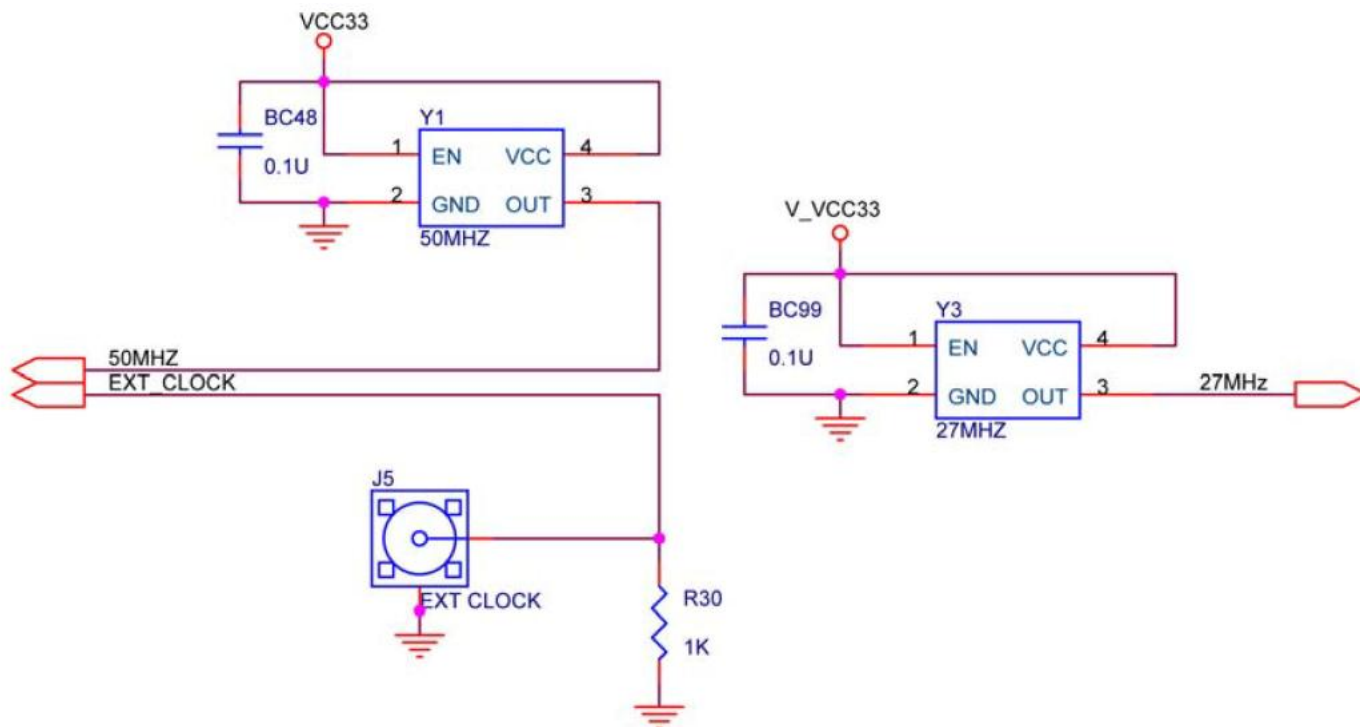 VCC33
BC48
0.1U
Y1
1 EN VCC 4
2 GND OUT 3
50MHZ
50MHZ
EXT_CLOCK
J5
EXT CLOCK
R30
1K
V_VCC33
BC99
0.1U
Y3
1 EN VCC 4
2 GND OUT 3
27MHZ
27MHz